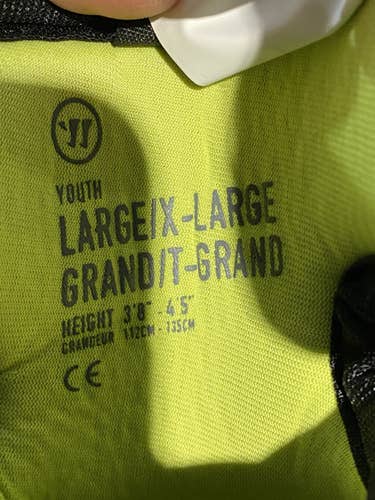 YOUTH
LARGE/X-LARGE
GRAND/T-GRAND
HEIGHT 3'8" - 4'5"
GRANDEUR 112CM - 135CM
CE